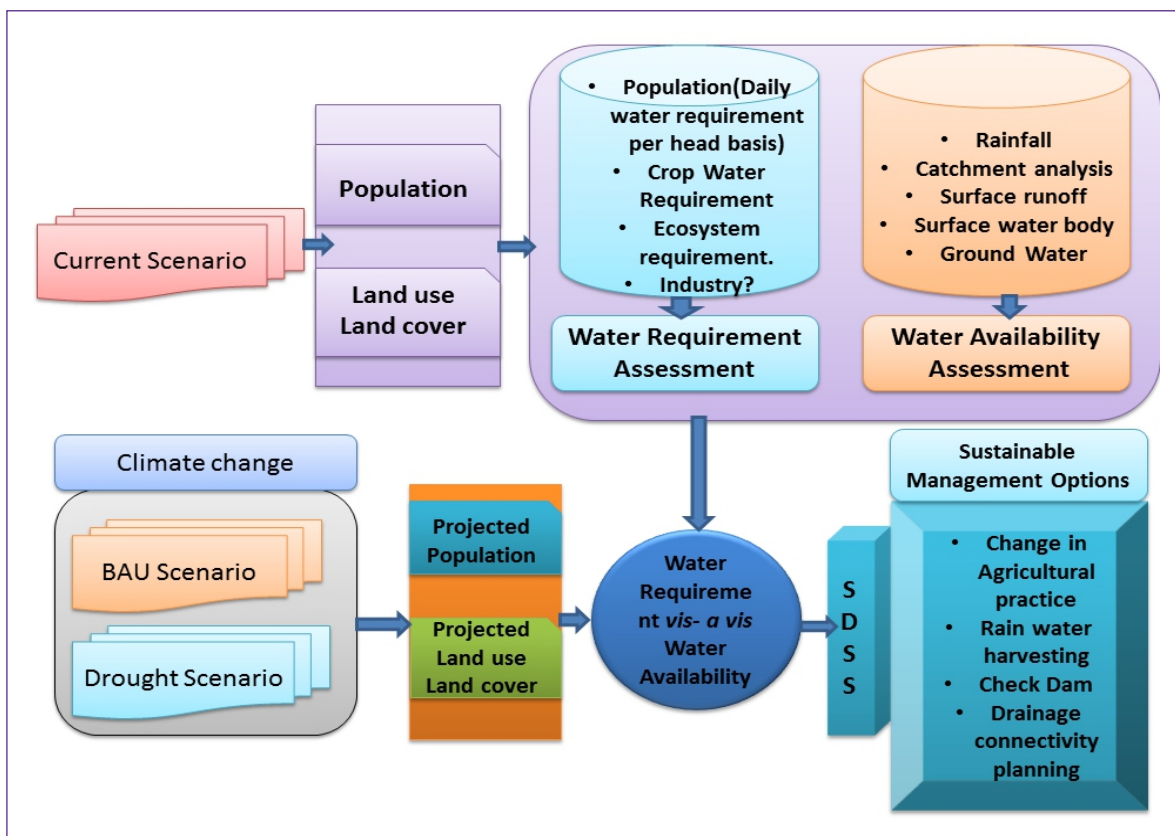 Current Scenario
Population
Land use
Land cover
• Population(Daily
water requirement
per head basis)
• Crop Water
Requirement
• Ecosystem
requirement.
• Industry?
Water Requirement
Assessment
• Rainfall
• Catchment analysis
• Surface runoff
• Surface water body
• Ground Water
Water Availability
Assessment
Climate change
BAU Scenario
Drought Scenario
Projected
Population
Projected
Land use
Land cover
Water
Requireme
nt vis- a vis
Water
Availability
S
D
S
S
Sustainable
Management Options
• Change in
Agricultural
practice
• Rain water
harvesting
• Check Dam
• Drainage
connectivity
planning